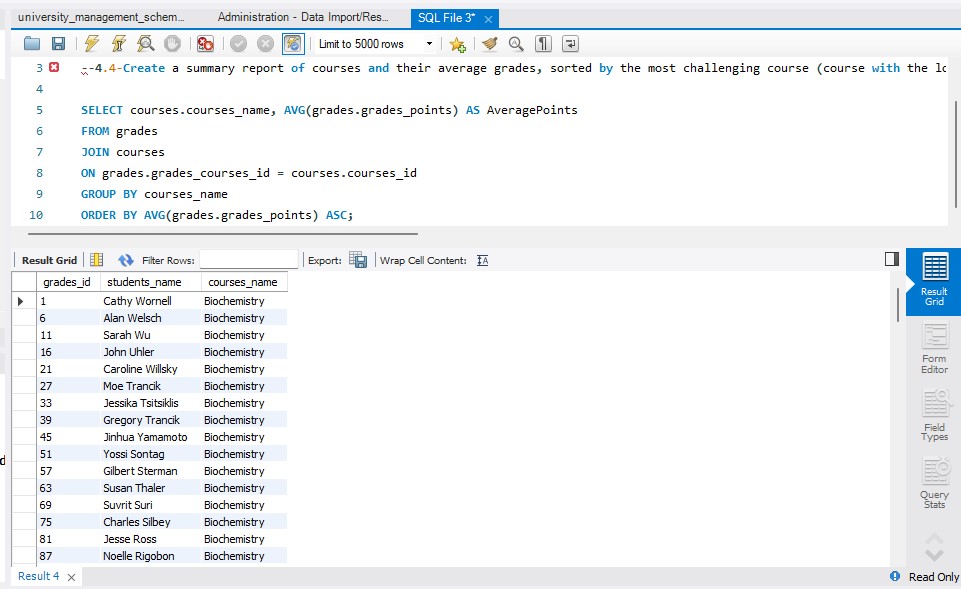 university_management_schem... Administration - Data Import/Res... SQL File 3*
Limit to 5000 rows
3 --4.4-Create a summary report of courses and their average grades, sorted by the most challenging course (course with the lo
4
5 SELECT courses.courses_name, AVG(grades.grades_points) AS AveragePoints
6 FROM grades
7 JOIN courses
8 ON grades.grades_courses_id = courses.courses_id
9 GROUP BY courses_name
10 ORDER BY AVG(grades.grades_points) ASC;
Result Grid Filter Rows: Export: Wrap Cell Content:
grades_id students_name courses_name
1 Cathy Wornell Biochemistry
6 Alan Welsch Biochemistry
11 Sarah Wu Biochemistry
16 John Uhler Biochemistry
21 Caroline Willsky Biochemistry
27 Moe Trancik Biochemistry
33 Jessika Tsitsiklis Biochemistry
39 Gregory Trancik Biochemistry
45 Jinhua Yamamoto Biochemistry
51 Yossi Sontag Biochemistry
57 Gilbert Sterman Biochemistry
63 Susan Thaler Biochemistry
69 Suvrit Suri Biochemistry
75 Charles Silbey Biochemistry
81 Jesse Ross Biochemistry
87 Noelle Rigobon Biochemistry
Result
Grid
Form
Editor
Field
Types
Query
Stats
Result 4
Read Only